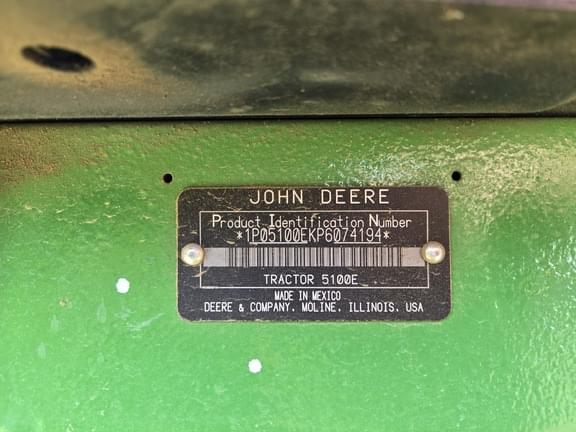 JOHN DEERE
Product Identification Number
*1P05100EKP6074194*
TRACTOR 5100E
MADE IN MEXICO
DEERE & COMPANY. MOLINE. ILLINOIS. USA